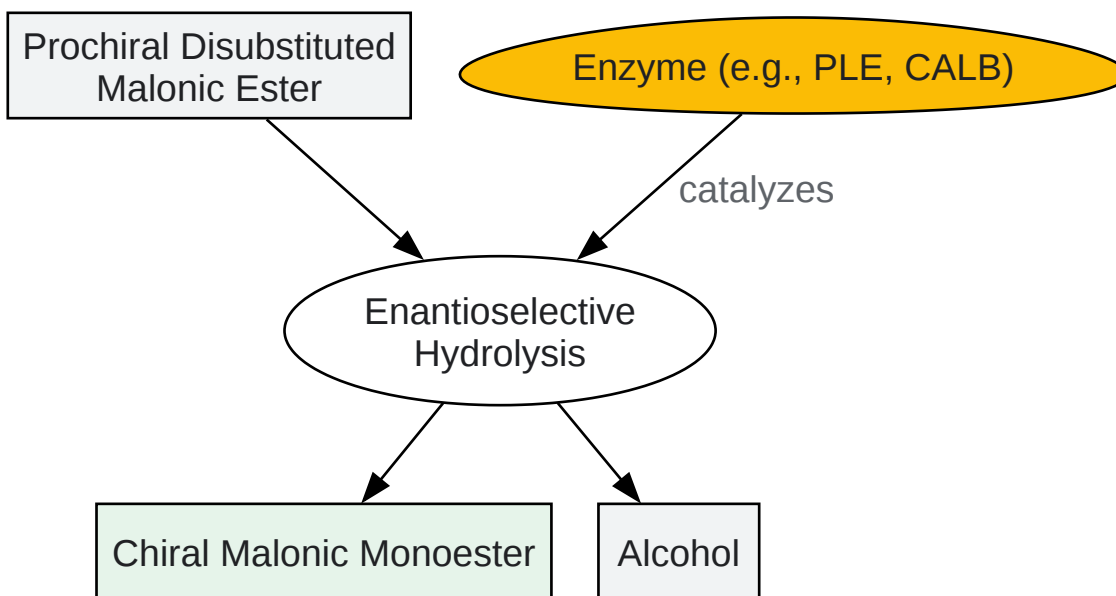 Prochiral Disubstituted
Malonic Ester
Enzyme (e.g., PLE, CALB)
catalyzes
Enantioselective
Hydrolysis
Chiral Malonic Monoester
Alcohol